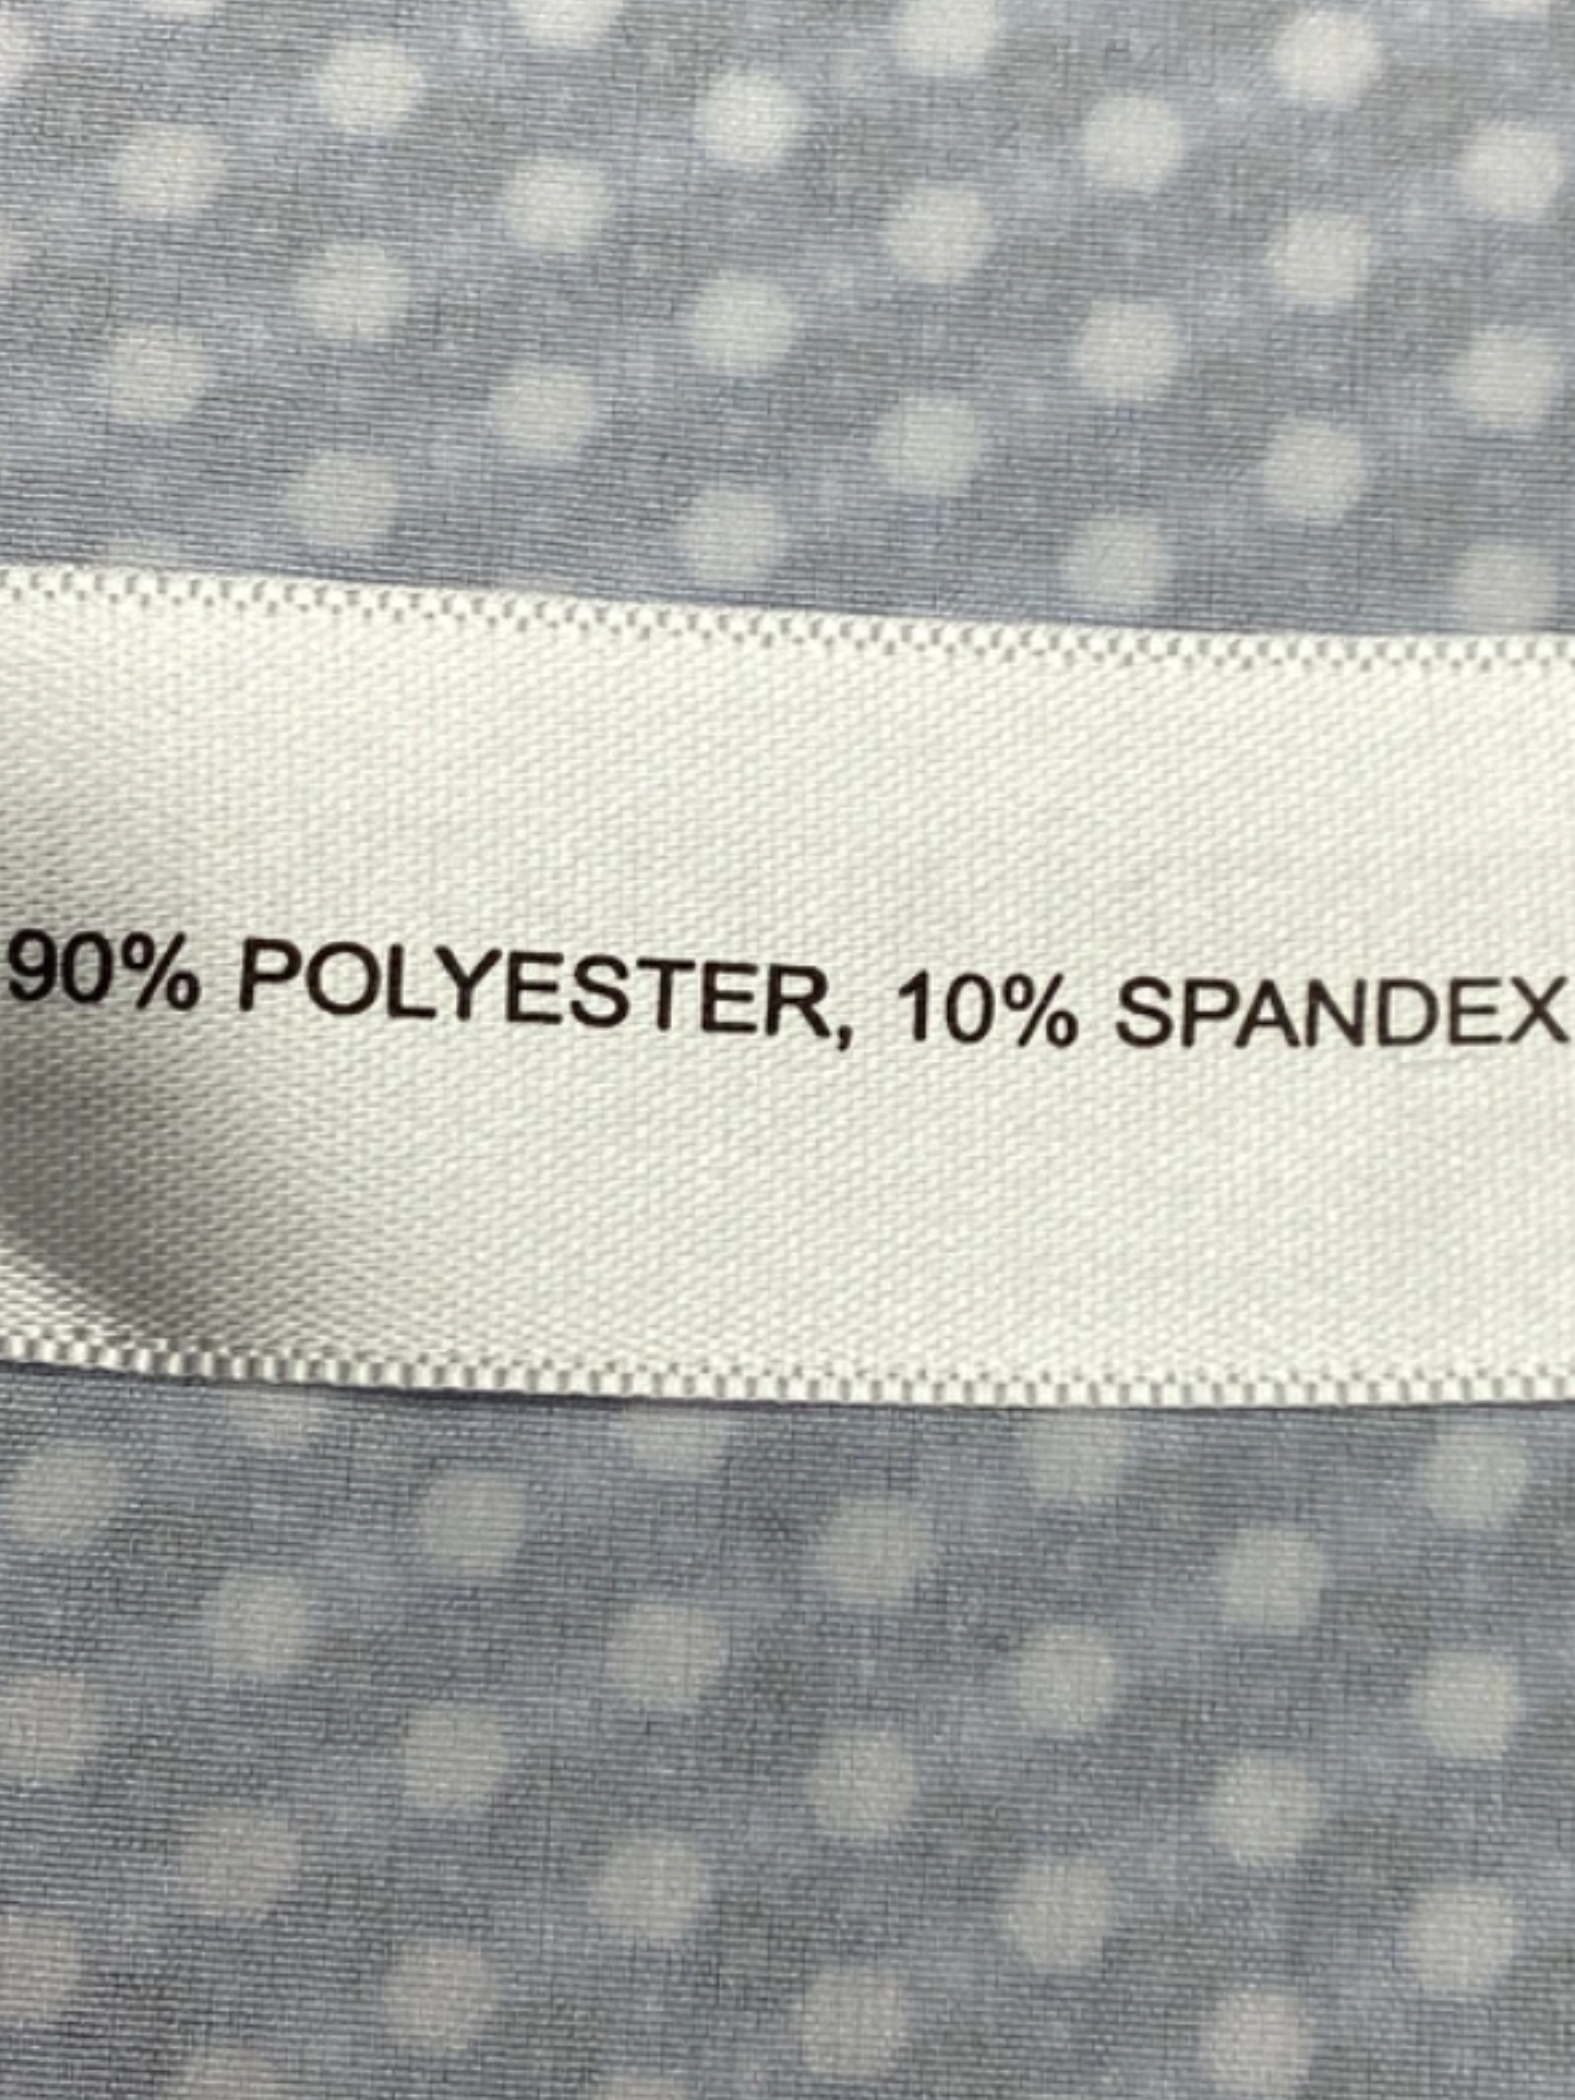 90% POLYESTER, 10% SPANDEX